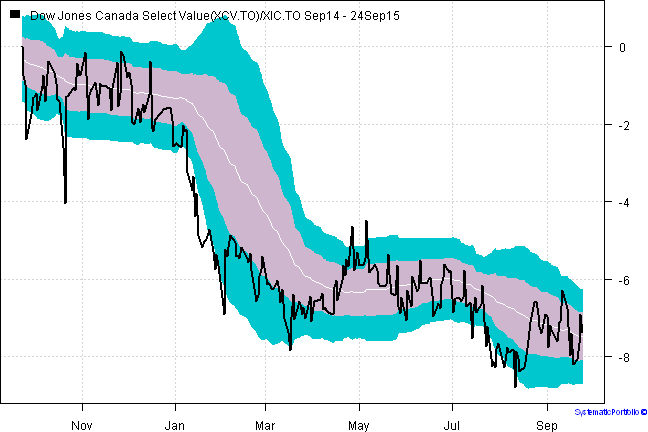 Dow Jones Canada Select Value(XCV.TO)/XIC.TO Sep14 - 24Sep15
0
-2
-4
-6
-8
Nov Jan Mar May Jul Sep
SystematicPortfolio ©